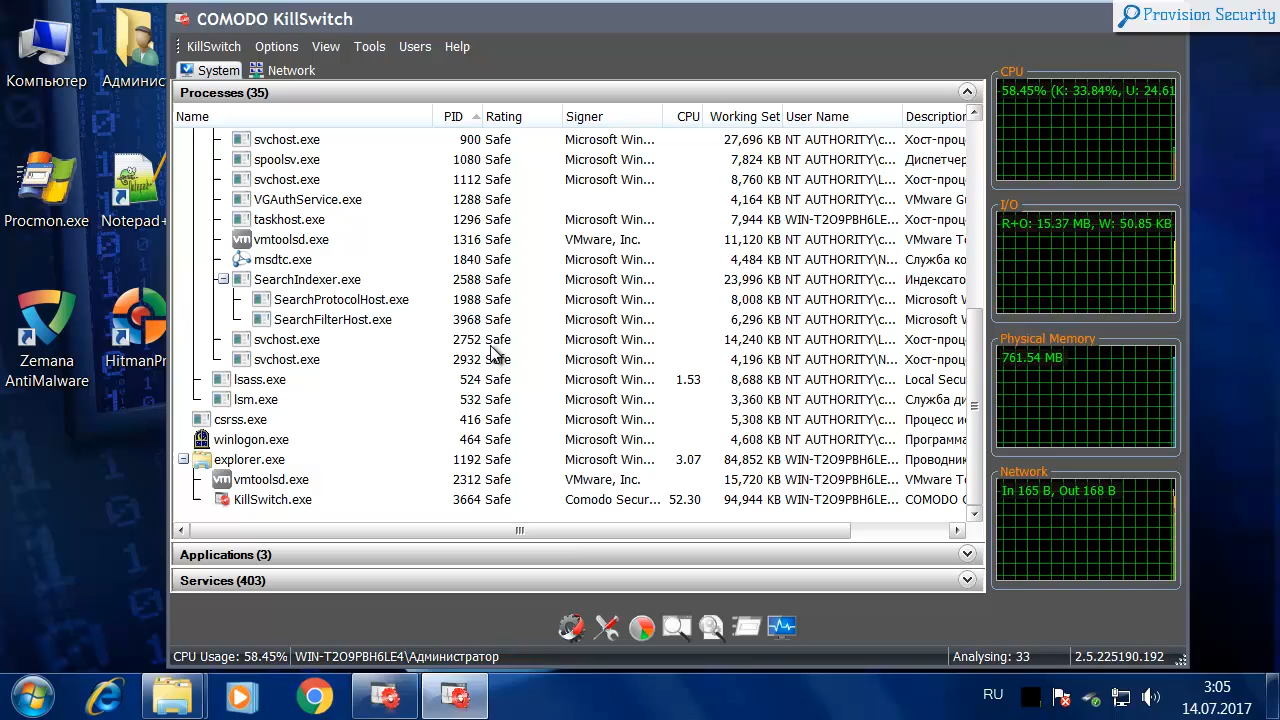 COMODO KillSwitch
Provision Security
KillSwitch Options View Tools Users Help
System Network
Processes (35)
Name PID Rating Signer CPU Working Set User Name Description
svchost.exe 900 Safe Microsoft Win... 27,696 KB NT AUTHORITY\с... Хост-проц
spoolsv.exe 1080 Safe Microsoft Win... 7,824 KB NT AUTHORITY\с... Диспетчер
svchost.exe 1112 Safe Microsoft Win... 8,760 KB NT AUTHORITY\L... Хост-проц
VGAuthService.exe 1288 Safe 4,164 KB NT AUTHORITY\с... VMware Gu
taskhost.exe 1296 Safe Microsoft Win... 7,944 KB WIN-T2O9PBH6LE... Хост-проц
vmtoolsd.exe 1316 Safe VMware, Inc. 11,120 KB NT AUTHORITY\с... VMware To
msdtc.exe 1840 Safe Microsoft Win... 4,484 KB NT AUTHORITY\N... Служба ко
SearchIndexer.exe 2588 Safe Microsoft Win... 23,996 KB NT AUTHORITY\с... Индексато
SearchProtocolHost.exe 1988 Safe Microsoft Win... 8,008 KB NT AUTHORITY\с... Microsoft W
SearchFilterHost.exe 3968 Safe Microsoft Win... 6,296 KB NT AUTHORITY\с... Microsoft W
svchost.exe 2752 Safe Microsoft Win... 14,240 KB NT AUTHORITY\L... Хост-проц
svchost.exe 2932 Safe Microsoft Win... 4,196 KB NT AUTHORITY\N... Хост-проц
lsass.exe 524 Safe Microsoft Win... 1.53 8,688 KB NT AUTHORITY\с... Local Secu
lsm.exe 532 Safe Microsoft Win... 3,360 KB NT AUTHORITY\с... Служба ди
csrss.exe 416 Safe Microsoft Win... 5,308 KB NT AUTHORITY\с... Процесс ис
winlogon.exe 464 Safe Microsoft Win... 4,608 KB NT AUTHORITY\с... Программа
explorer.exe 1192 Safe Microsoft Win... 3.07 84,852 KB WIN-T2O9PBH6LE... Проводник
vmtoolsd.exe 2312 Safe VMware, Inc. 15,720 KB WIN-T2O9PBH6LE... VMware To
KillSwitch.exe 3664 Safe Comodo Secur... 52.30 94,944 KB WIN-T2O9PBH6LE... COMODO
Applications (3)
Services (403)
CPU
58.45% (K: 33.84%, U: 24.61
I/O
R+O: 15.37 MB, W: 50.85 KB
Physical Memory
761.54 MB
Network
In 165 B, Out 168 B
CPU Usage: 58.45% WIN-T2O9PBH6LE4\Администратор Analysing: 33 2.5.225190.192
Компьютер
Админис
Procmon.exe
Notepad+
Zemana
AntiMalware
HitmanPr
RU
3:05
14.07.2017